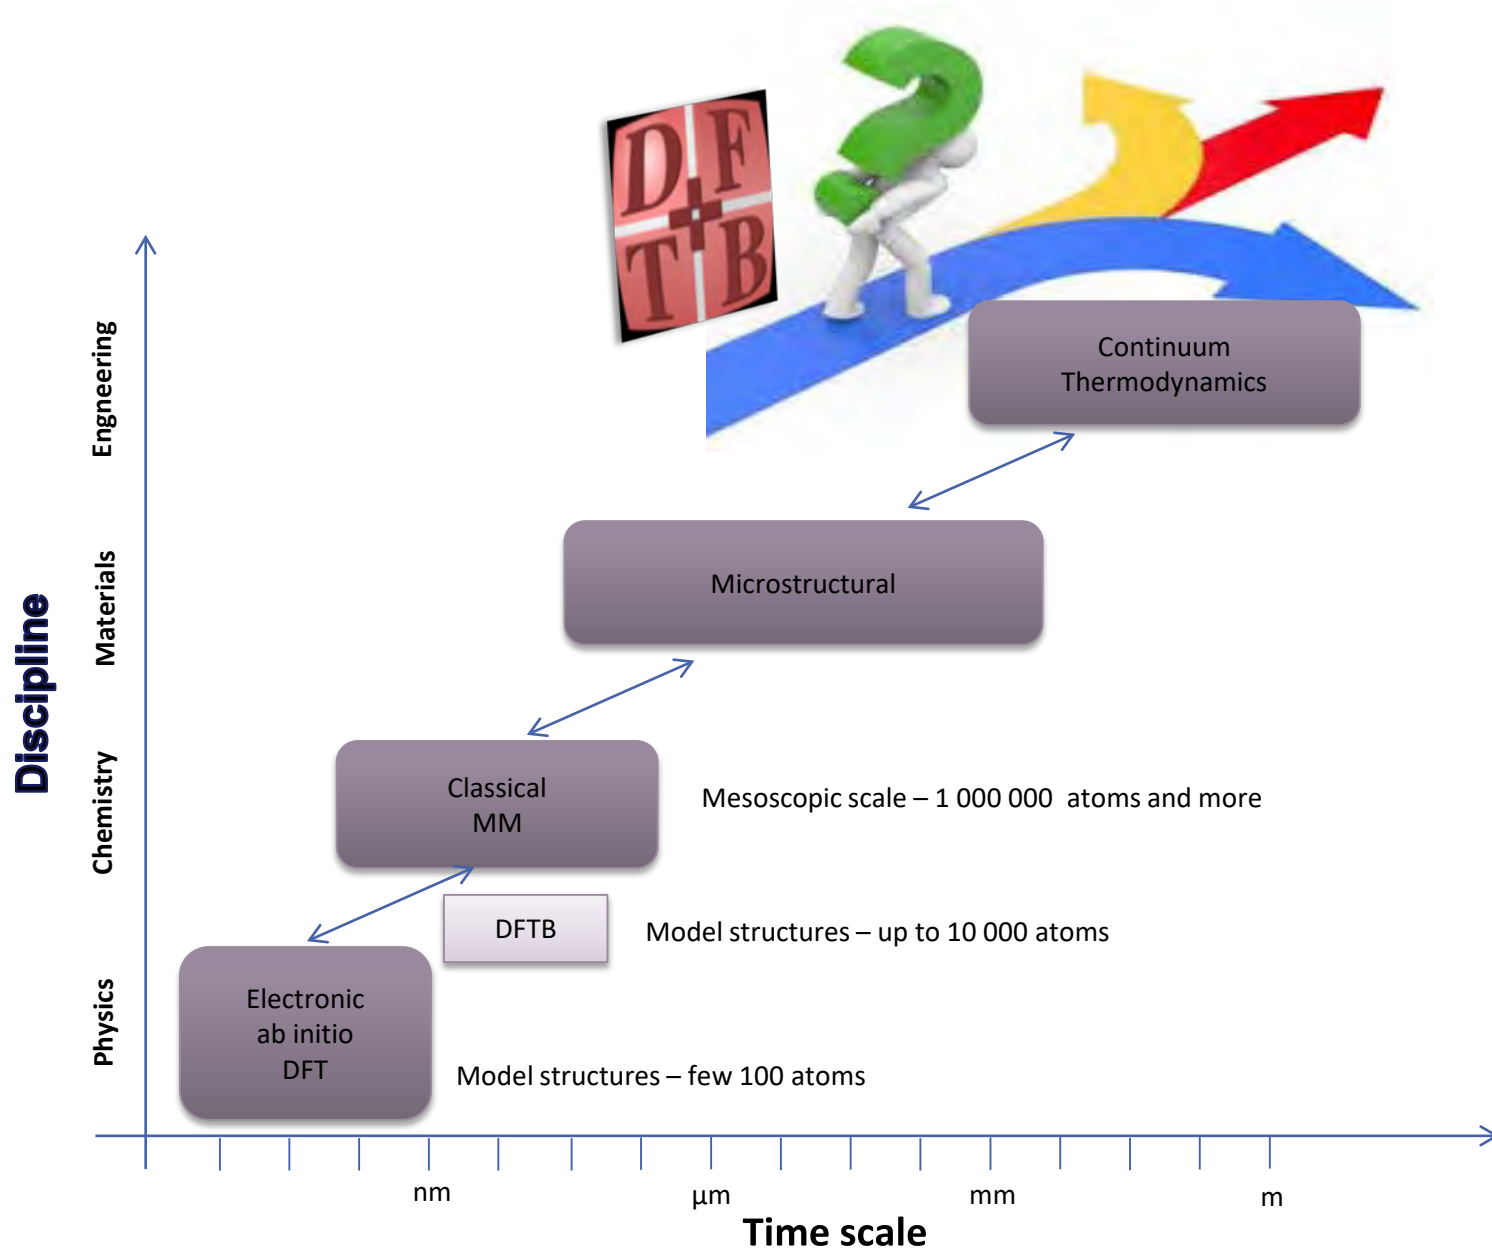 D F
T B
Continuum
Thermodynamics
Engneering
Microstructural
Materials
Discipline
Classical
MM
Mesoscopic scale – 1 000 000  atoms and more
Chemistry
DFTB
Model structures – up to 10 000 atoms
Electronic
ab initio
DFT
Physics
Model structures – few 100 atoms
nm
μm
mm
m
Time scale